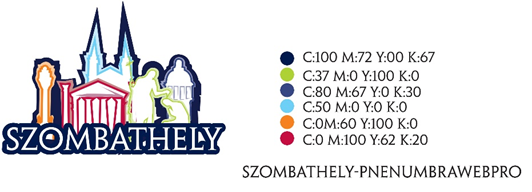 SZOMBATHELY
C:100 M:72 Y:00 K:67
C:37 M:0 Y:100 K:0
C:80 M:67 Y:0 K:30
C:50 M:0 Y:0 K:0
C:0M:60 Y:100 K:0
C:0 M:100 Y:62 K:20
SZOMBATHELY-PNENUMBRAWEBPRO